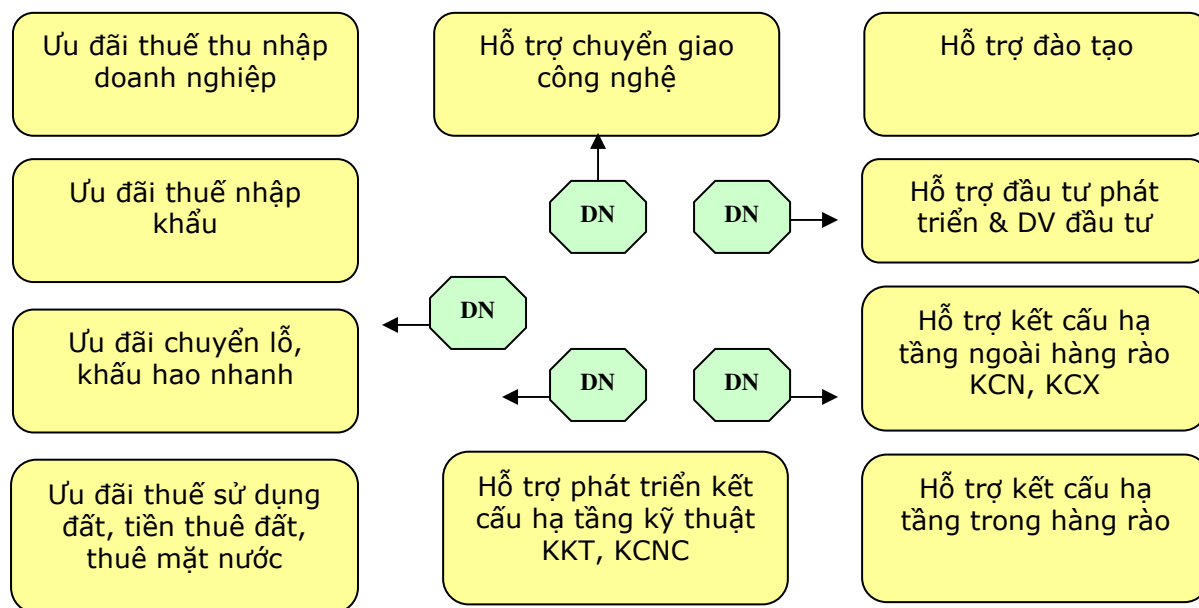 Ưu đãi thuế thu nhập
doanh nghiệp
Hỗ trợ chuyển giao
công nghệ
Hỗ trợ đào tạo
Ưu đãi thuế nhập
khẩu
DN
DN
Hỗ trợ đầu tư phát
triển & DV đầu tư
DN
Ưu đãi chuyển lỗ,
khấu hao nhanh
DN
DN
Hỗ trợ kết cấu hạ
tầng ngoài hàng rào
KCN, KCX
Ưu đãi thuế sử dụng
đất, tiền thuê đất,
thuê mặt nước
Hỗ trợ phát triển kết
cấu hạ tầng kỹ thuật
KKT, KCNC
Hỗ trợ kết cấu hạ
tầng trong hàng rào